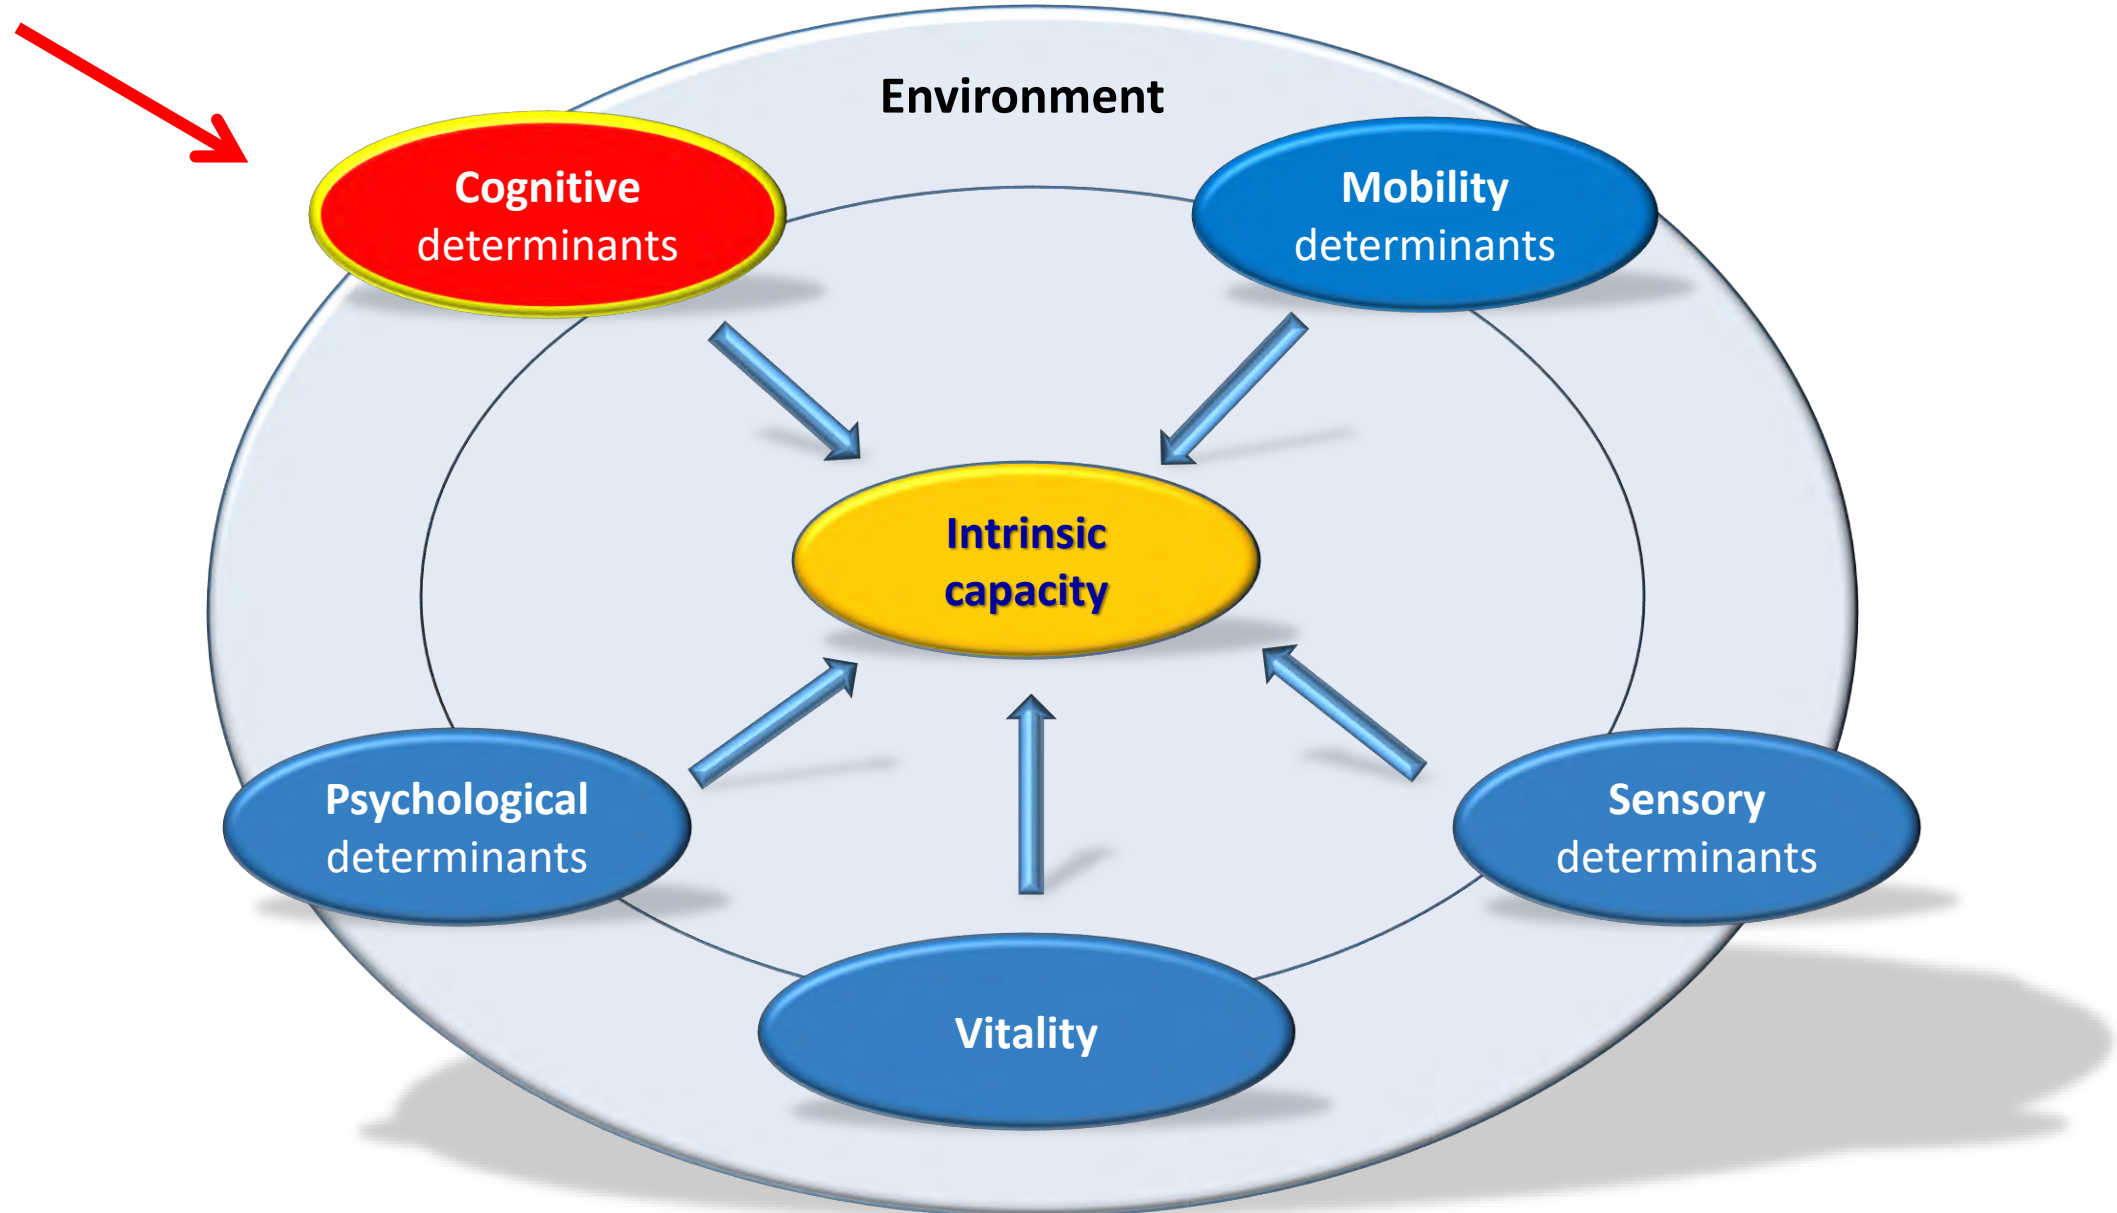 Environment
Cognitive
determinants
Mobility
determinants
Intrinsic
capacity
Psychological
determinants
Sensory
determinants
Vitality